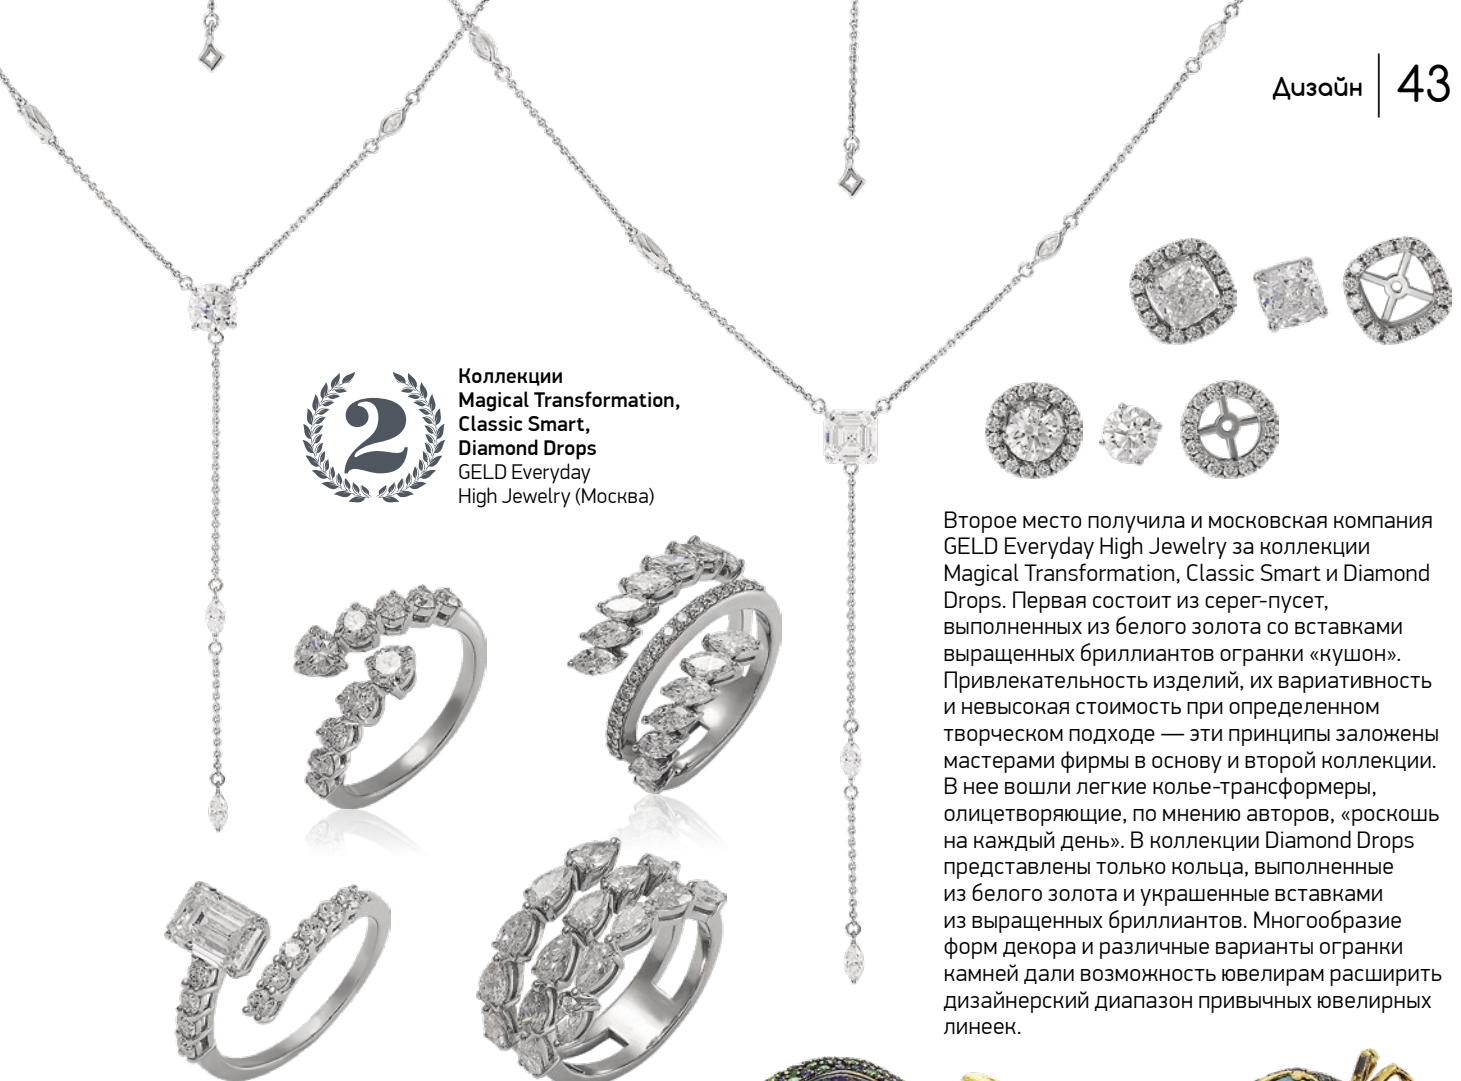 Дизайн
43
2
Коллекции
Magical Transformation,
Classic Smart,
Diamond Drops
GELD Everyday
High Jewelry (Москва)
Второе место получила и московская компания
GELD Everyday High Jewelry за коллекции
Magical Transformation, Classic Smart и Diamond
Drops. Первая состоит из серег-пусет,
выполненных из белого золота со вставками
выращенных бриллиантов огранки «кушон».
Привлекательность изделий, их вариативность
и невысокая стоимость при определенном
творческом подходе — эти принципы заложены
мастерами фирмы в основу и второй коллекции.
В нее вошли легкие колье-трансформеры,
олицетворяющие, по мнению авторов, «роскошь
на каждый день». В коллекции Diamond Drops
представлены только кольца, выполненные
из белого золота и украшенные вставками
из выращенных бриллиантов. Многообразие
форм декора и различные варианты огранки
камней дали возможность ювелирам расширить
дизайнерский диапазон привычных ювелирных
линеек.